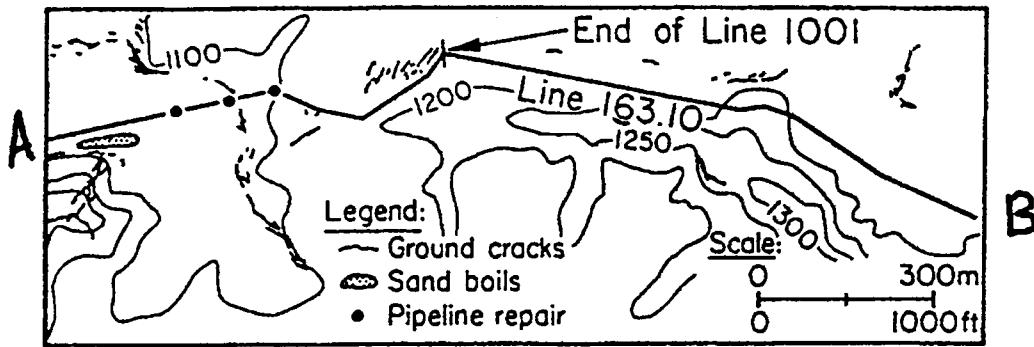 End of Line 1001
1100
A
1200
Line 163.10
1250
B
1300
Legend:
Ground cracks
Sand boils
Pipeline repair
Scale:
0 300m
0 1000ft